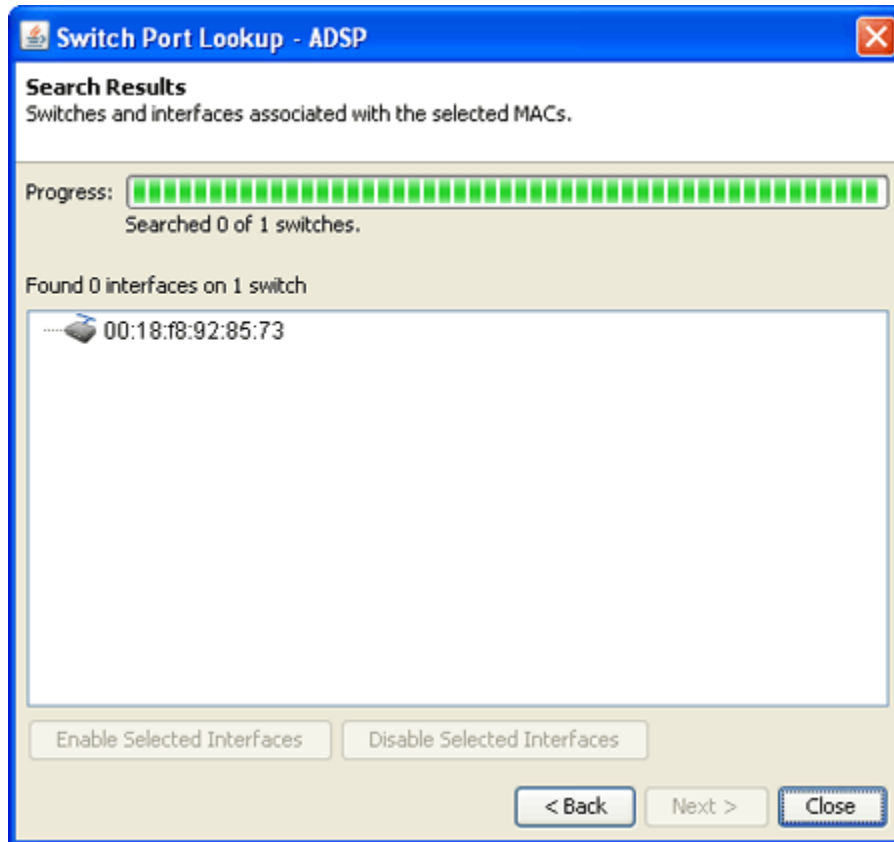 Switch Port Lookup - ADSP
Search Results
Switches and interfaces associated with the selected MACs.
Progress:
Searched 0 of 1 switches.
Found 0 interfaces on 1 switch
00:18:f8:92:85:73
Enable Selected Interfaces Disable Selected Interfaces
< Back Next > Close